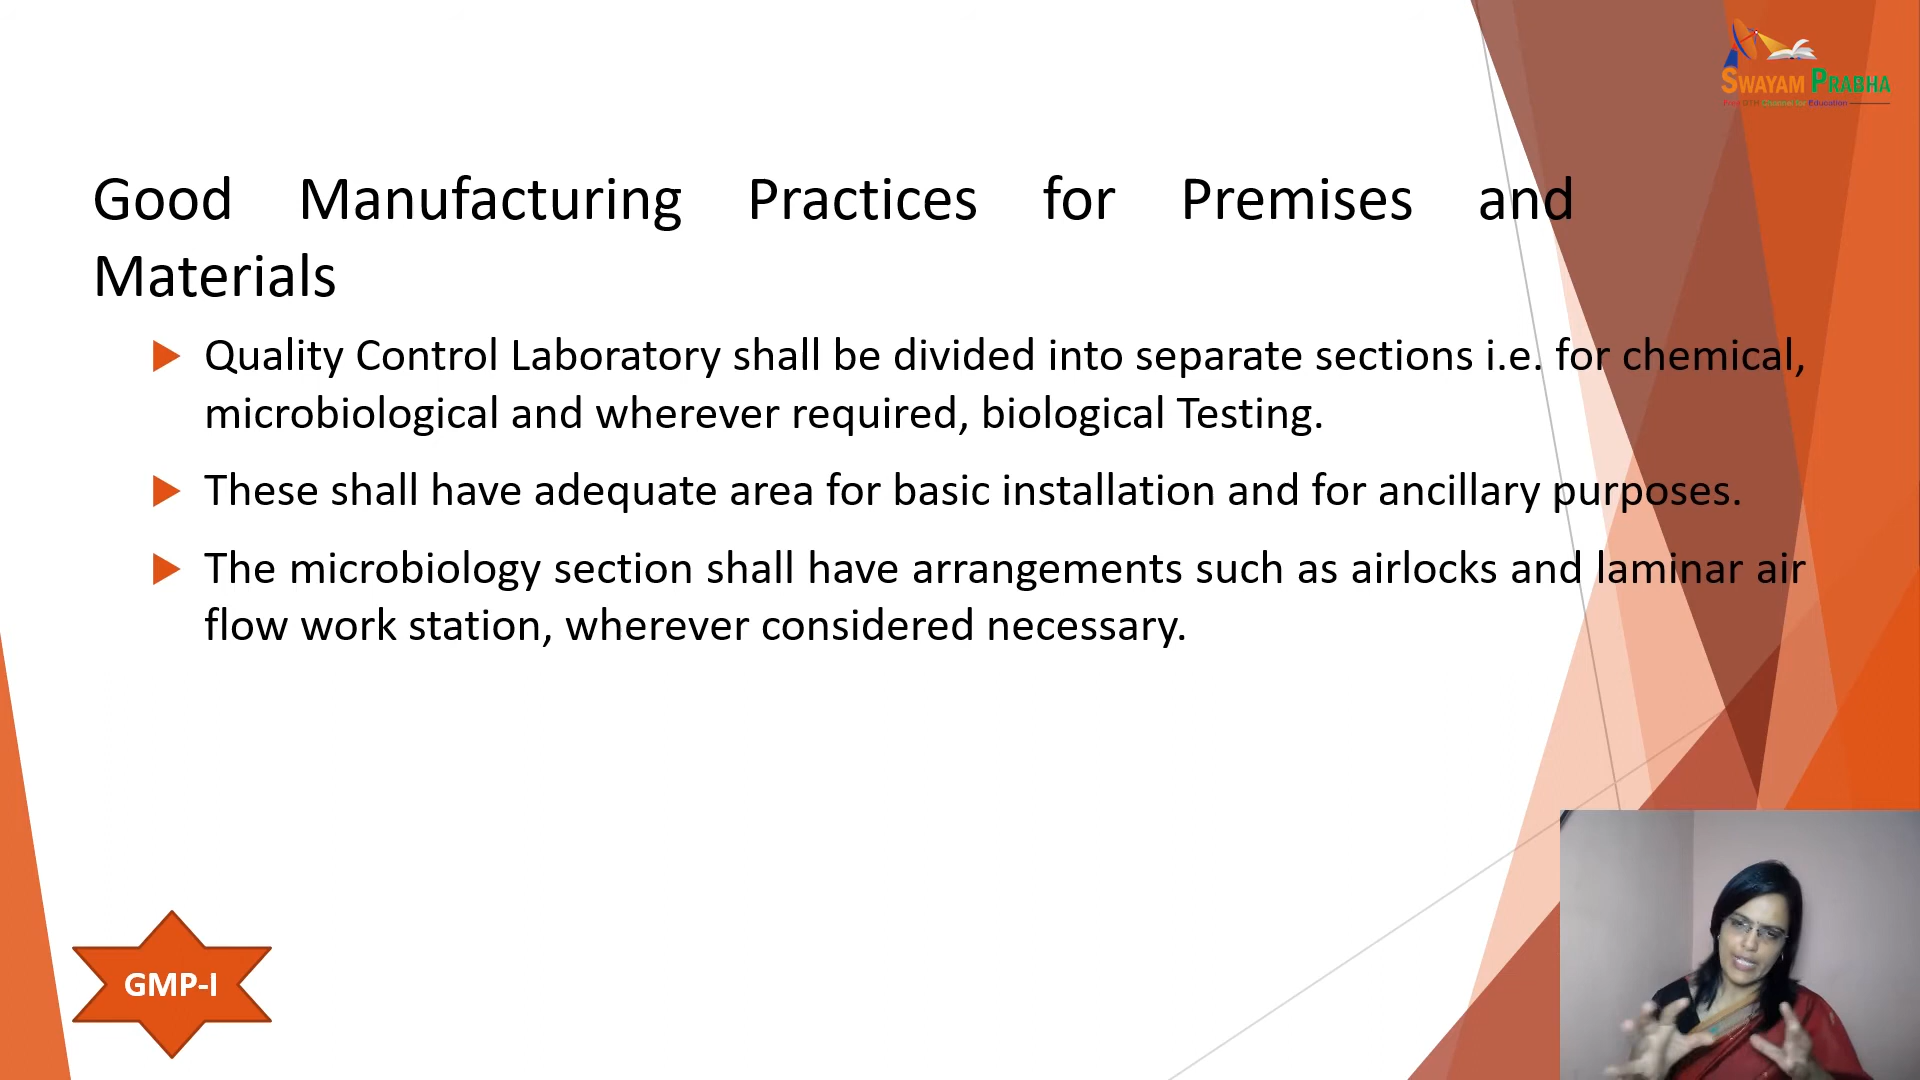 SWAYAM PRABHA
Good Manufacturing Practices for Premises and
Materials
Quality Control Laboratory shall be divided into separate sections i.e. for chemical,
microbiological and wherever required, biological Testing.
These shall have adequate area for basic installation and for ancillary purposes.
The microbiology section shall have arrangements such as airlocks and laminar air
flow work station, wherever considered necessary.
GMP-I